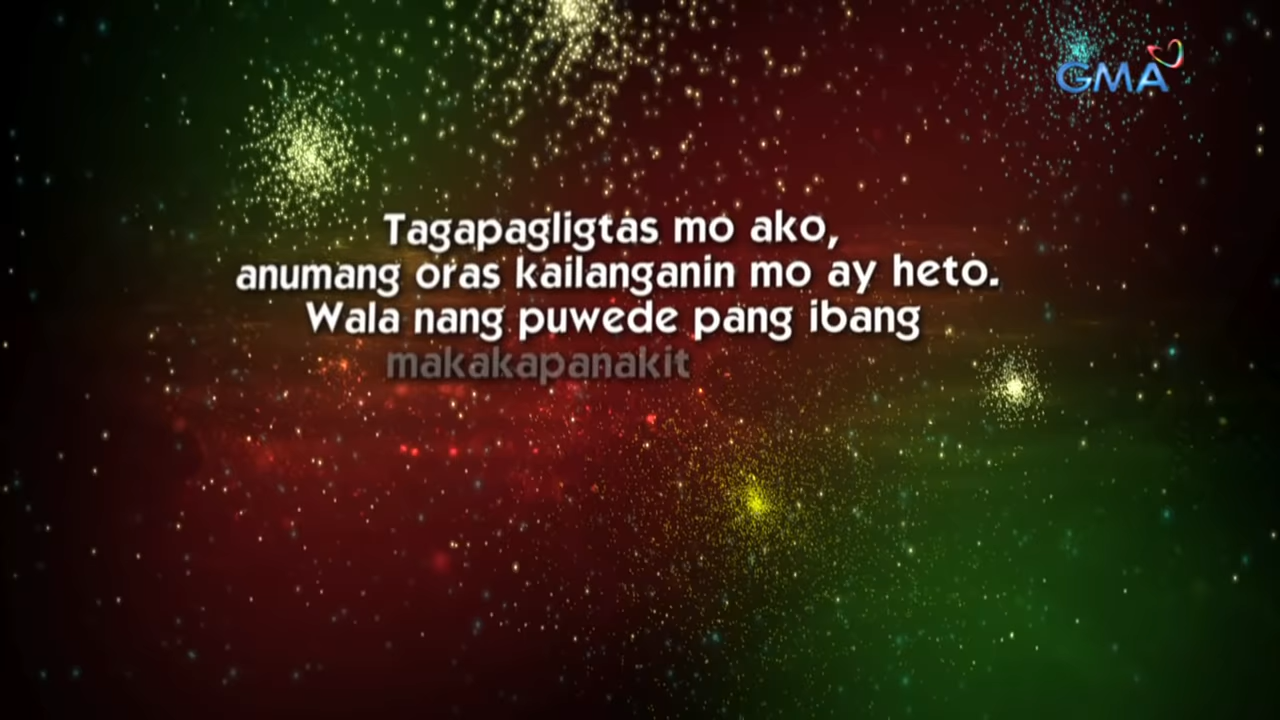 GMA
Tagapagligtas mo ako,
anumang oras kailanganin mo ay heto.
Wala nang puwede pang ibang
makakapanakit